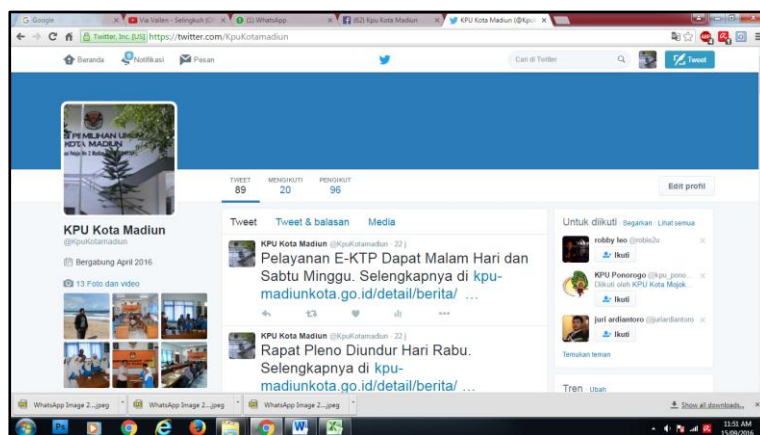 Google
Via Vallen - Selingkuh (O
(1) WhatsApp
(62) Kpu Kota Madiun
KPU Kota Madiun (@Kpu
Twitter, Inc. [US] https://twitter.com/KpuKotamadiun
Beranda Notifikasi Pesan
Cari di Twitter
Tweet
PEMILIHAN UMUM
KOTA MADIUN
TWEET MENGIKUTI PENGIKUT
89 20 96
Edit profil
KPU Kota Madiun
@KpuKotamadiun
Bergabung April 2016
13 Foto dan video
Tweet Tweet & balasan Media
KPU Kota Madiun @KpuKotamadiun · 22 j
Pelayanan E-KTP Dapat Malam Hari dan
Sabtu Minggu. Selengkapnya di kpu-
madiunkota.go.id/detail/berita/ …
KPU Kota Madiun @KpuKotamadiun · 22 j
Rapat Pleno Diundur Hari Rabu.
Selengkapnya di kpu-
madiunkota.go.id/detail/berita/ …
Untuk diikuti · Segarkan · Lihat semua
robby leo @robie2u
Ikuti
KPU Ponorogo @kpu_pono...
Diikuti oleh KPU Kota Mojok...
Ikuti
juri ardiantoro @juriardiantoro
Ikuti
Temukan teman
Tren · Ubah
WhatsApp Image 2....jpeg
WhatsApp Image 2....jpeg
WhatsApp Image 2....jpeg
Show all downloads...
11:51 AM
15/09/2016